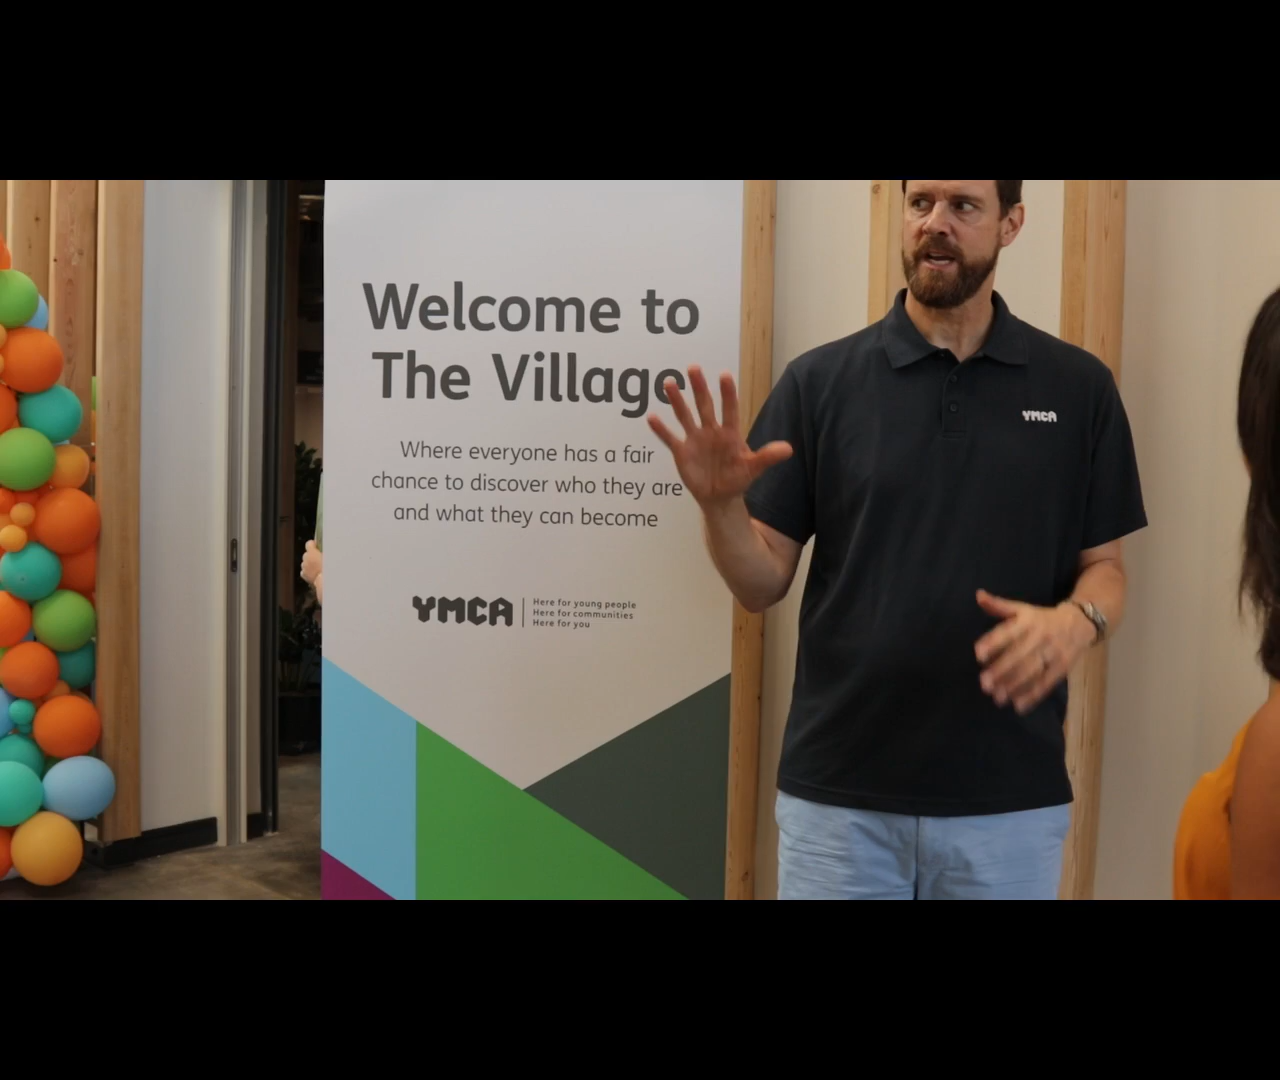 Welcome to
The Village
Where everyone has a fair
chance to discover who they are
and what they can become
YMCA
Here for young people
Here for communities
Here for you
YMCA